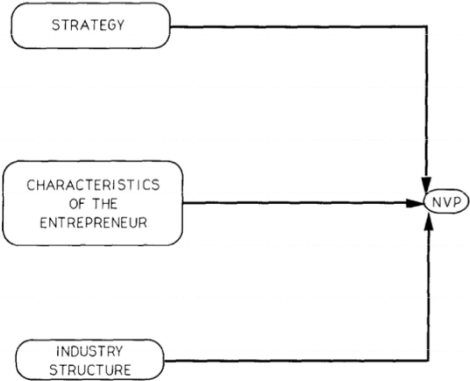 STRATEGY
CHARACTERISTICS
OF THE
ENTREPRENEUR
NVP
INDUSTRY
STRUCTURE